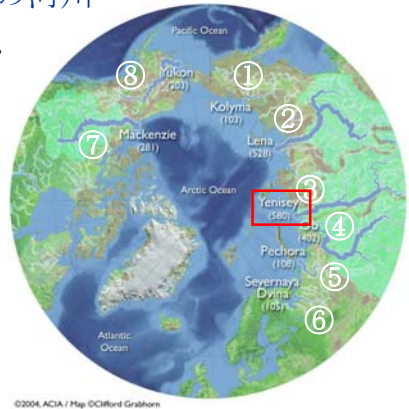 Pacific Ocean
⑧
Yukon
(203)
①
Kolyma
(103)
②
Mackenzie
(281)
⑦
Lena
(528)
Arctic Ocean
③
Yenisey
(580)
④
Ob
(402)
Pechora
(108)
⑤
Severnaya
Dvina
(105)
⑥
Atlantic
Ocean
©2004, ACIA / Map ©Clifford Grabhorn